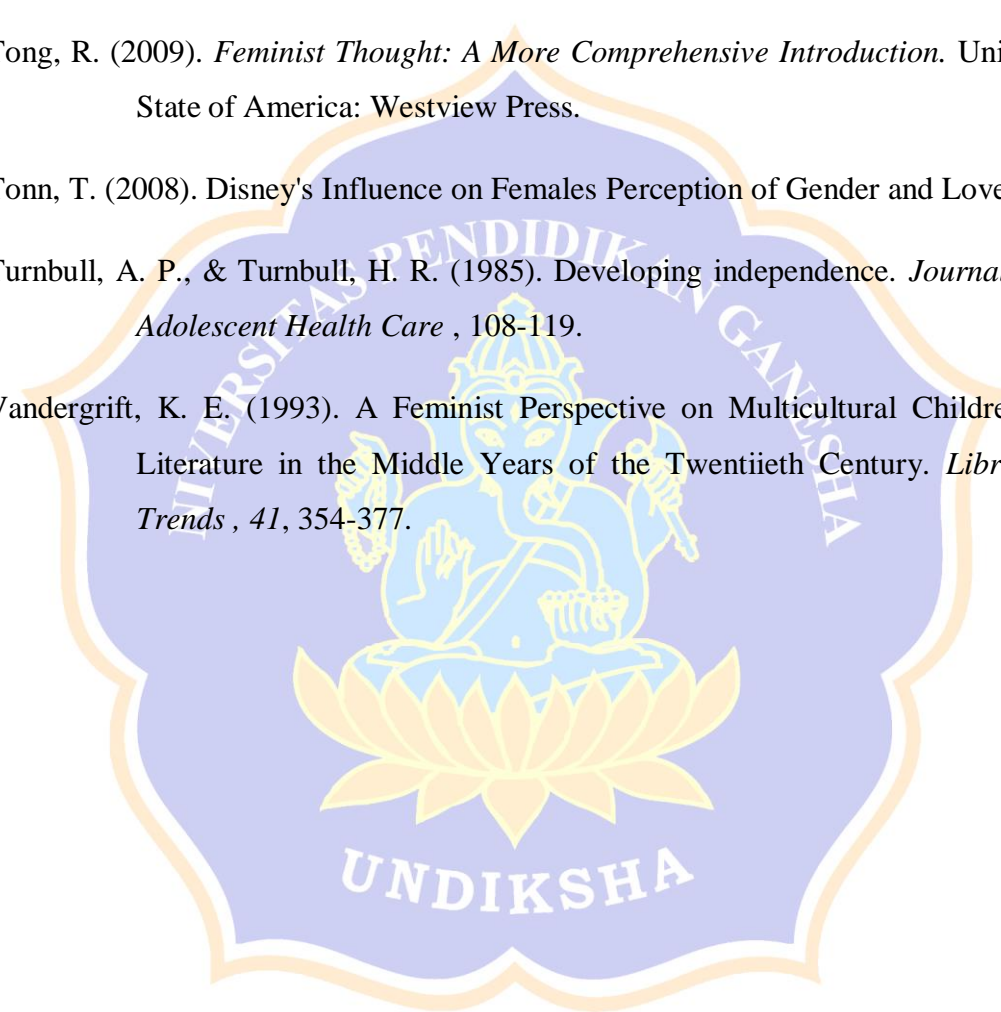 Tong, R. (2009). Feminist Thought: A More Comprehensive Introduction. Uni
State of America: Westview Press.
Tonn, T. (2008). Disney's Influence on Females Perception of Gender and Love
Turnbull, A. P., & Turnbull, H. R. (1985). Developing independence. Journal
Adolescent Health Care , 108-119.
Vandergrift, K. E. (1993). A Feminist Perspective on Multicultural Childre
Literature in the Middle Years of the Twentiieth Century. Libr
Trends , 41, 354-377.
NIVERSITAS PENDIDIKAN GANESHA
UNDIKSHA